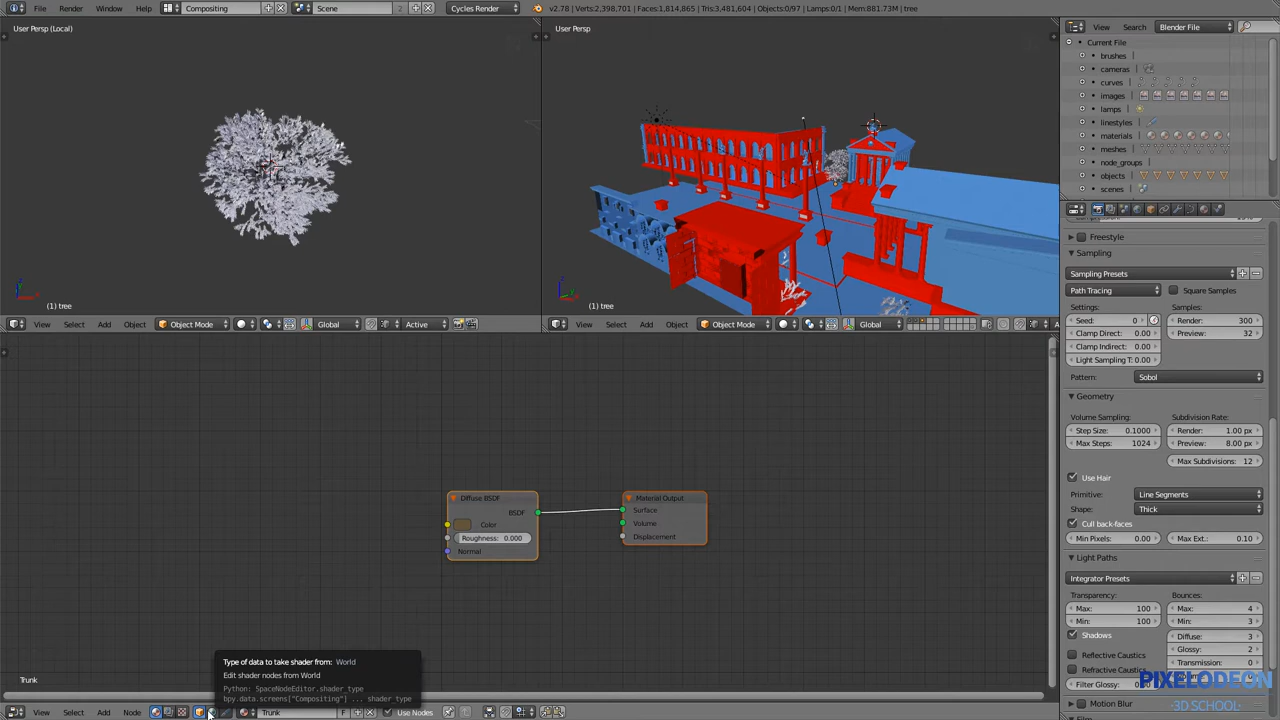 File Render Window Help Compositing Scene 2 Cycles Render v2.78 | Verts:2,398,701 | Faces:1,814,865 | Tris:3,481,604 | Objects:0/97 | Lamps:0/1 | Mem:881.73M | tree
User Persp (Local)
(1) tree
View Select Add Object Object Mode Global Active
User Persp
(1) tree
View Select Add Object Object Mode Global
Diffuse BSDF
BSDF
Color
Roughness: 0.000
Normal
Material Output
Surface
Volume
Displacement
Type of data to take shader from: World
Edit shader nodes from World
Python: SpaceNodeEditor.shader_type
bpy.data.screens["Compositing"] ... shader_type
Trunk
View Select Add Node Trunk F Use Nodes
View Search Blender File
Current File
brushes
cameras
curves
images
lamps
linestyles
materials
meshes
node_groups
objects
scenes
Freestyle
Sampling
Sampling Presets
Path Tracing Square Samples
Settings: Samples:
Seed: 0 Render: 300
Clamp Direct: 0.00 Preview: 32
Clamp Indirect: 0.00
Light Sampling T: 0.00
Pattern: Sobol
Geometry
Volume Sampling: Subdivision Rate:
Step Size: 0.1000 Render: 1.00 px
Max Steps: 1024 Preview: 8.00 px
Max Subdivisions: 12
Use Hair
Primitive: Line Segments
Shape: Thick
Cull back-faces
Min Pixels: 0.00 Max Ext.: 0.10
Light Paths
Integrator Presets
Transparency: Bounces:
Max: 100 Max: 4
Min: 100 Min: 3
Shadows Diffuse: 3
Glossy: 2
Reflective Caustics Transmission: 0
Refractive Caustics
Filter Glossy: 0
Motion Blur
PIXELODEON
3D SCHOOL